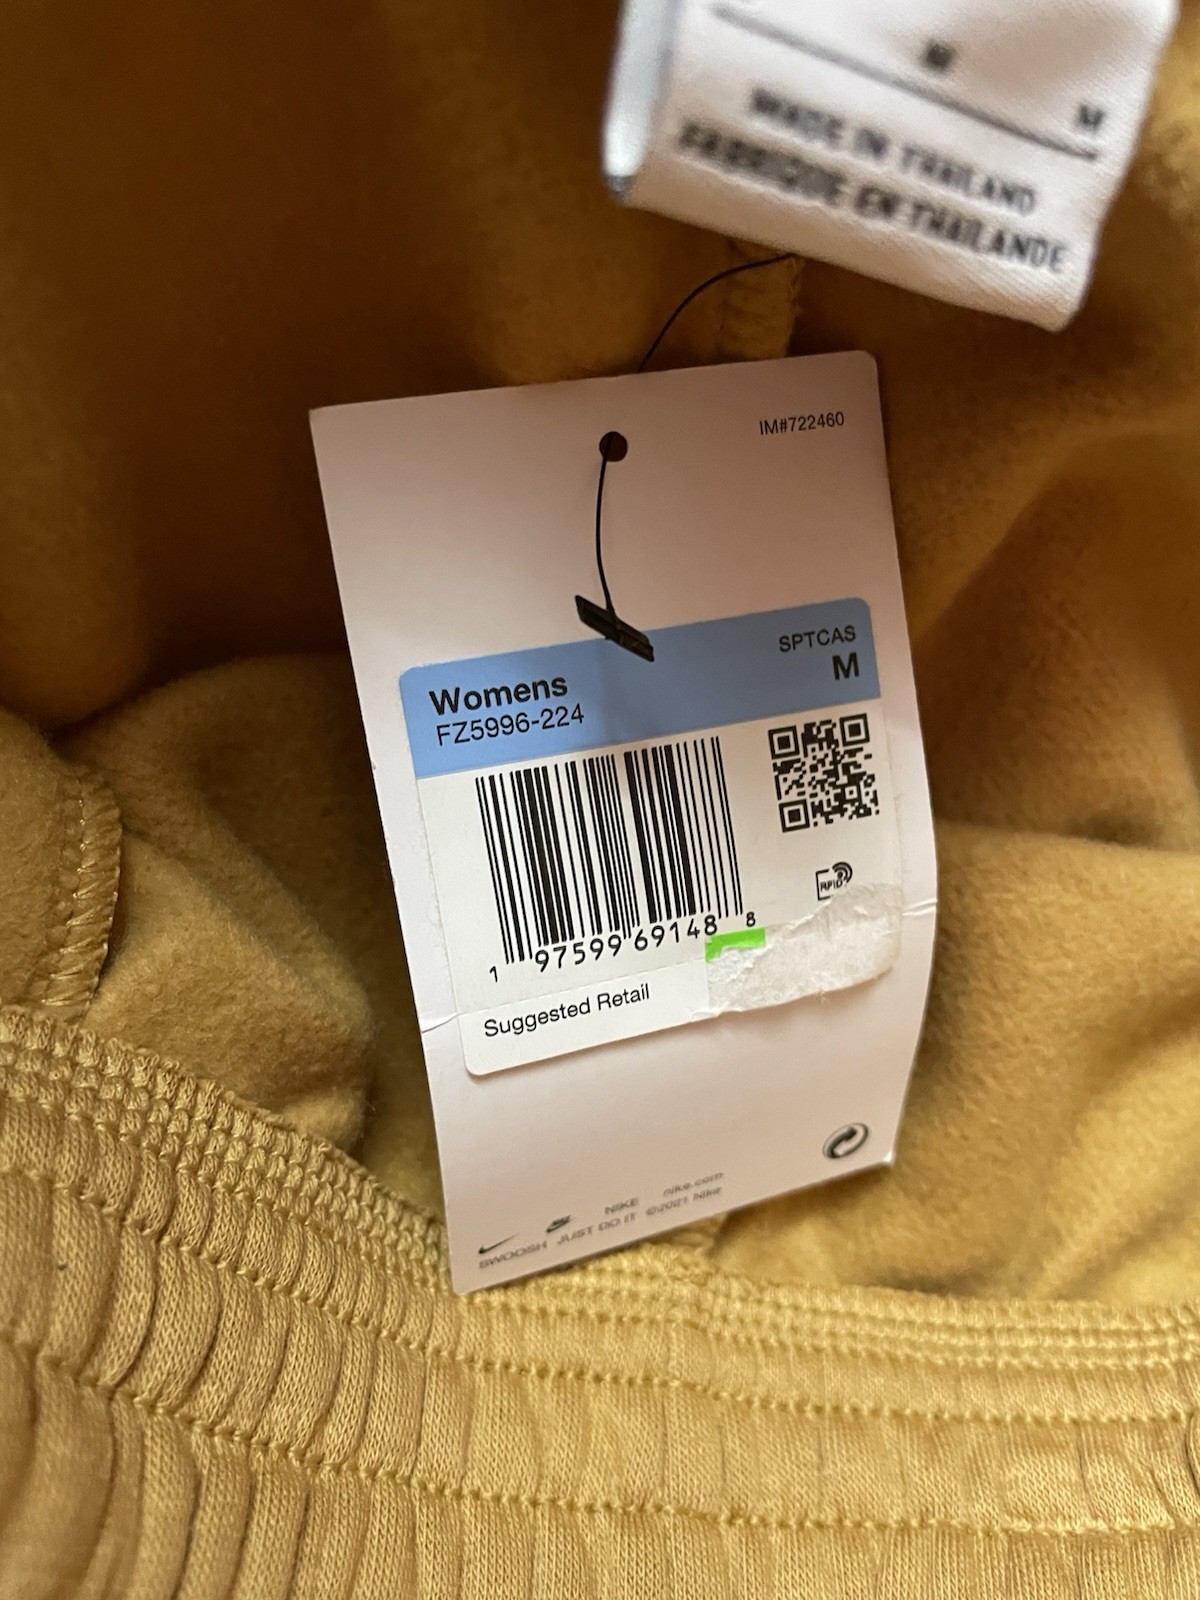 M
M
MADE IN THAILAND
FABRIQUE EN THAILANDE
IM#722460
SPTCAS
Womens
M
FZ5996-224
RFID
1 97599 69148 8
Suggested Retail
NIKE nike.com
SWOOSH JUST DO IT ©2021 Nike